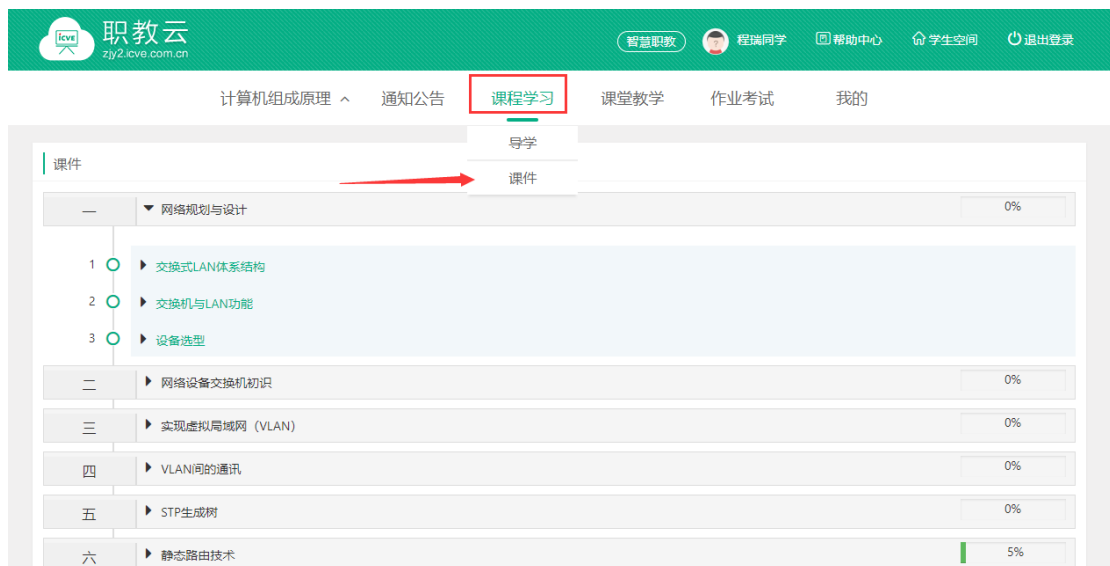 icve
职教云
zjy2.icve.com.cn
智慧职教 程瑞同学 帮助中心 学生空间 退出登录
计算机组成原理 通知公告 课程学习 课堂教学 作业考试 我的
导学
课件
课件
一 网络规划与设计 0%
1 交换式LAN体系结构
2 交换机与LAN功能
3 设备选型
二 网络设备交换机初识 0%
三 实现虚拟局域网（VLAN） 0%
四 VLAN间的通讯 0%
五 STP生成树 0%
六 静态路由技术 5%